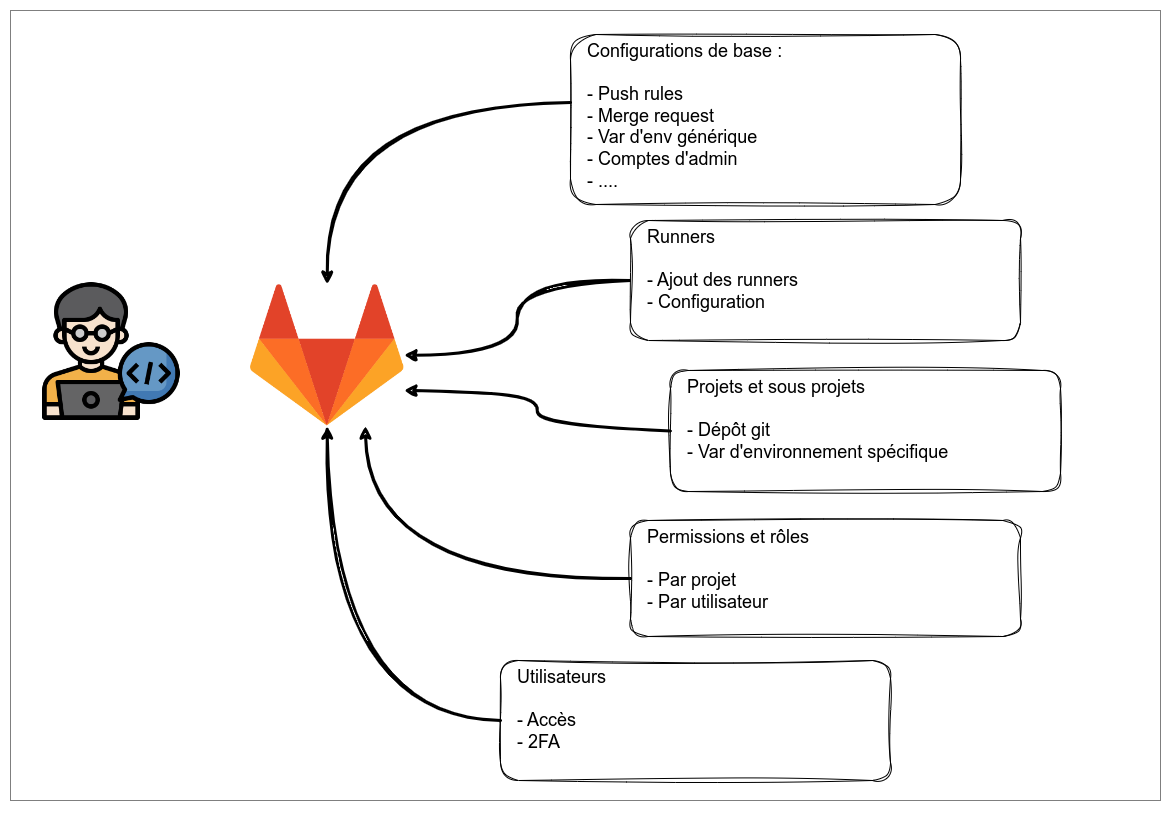 Configurations de base :
- Push rules
- Merge request
- Var d'env générique
- Comptes d'admin
- ....
Runners
- Ajout des runners
- Configuration
</>
Projets et sous projets
- Dépôt git
- Var d'environnement spécifique
Permissions et rôles
- Par projet
- Par utilisateur
Utilisateurs
- Accès
- 2FA